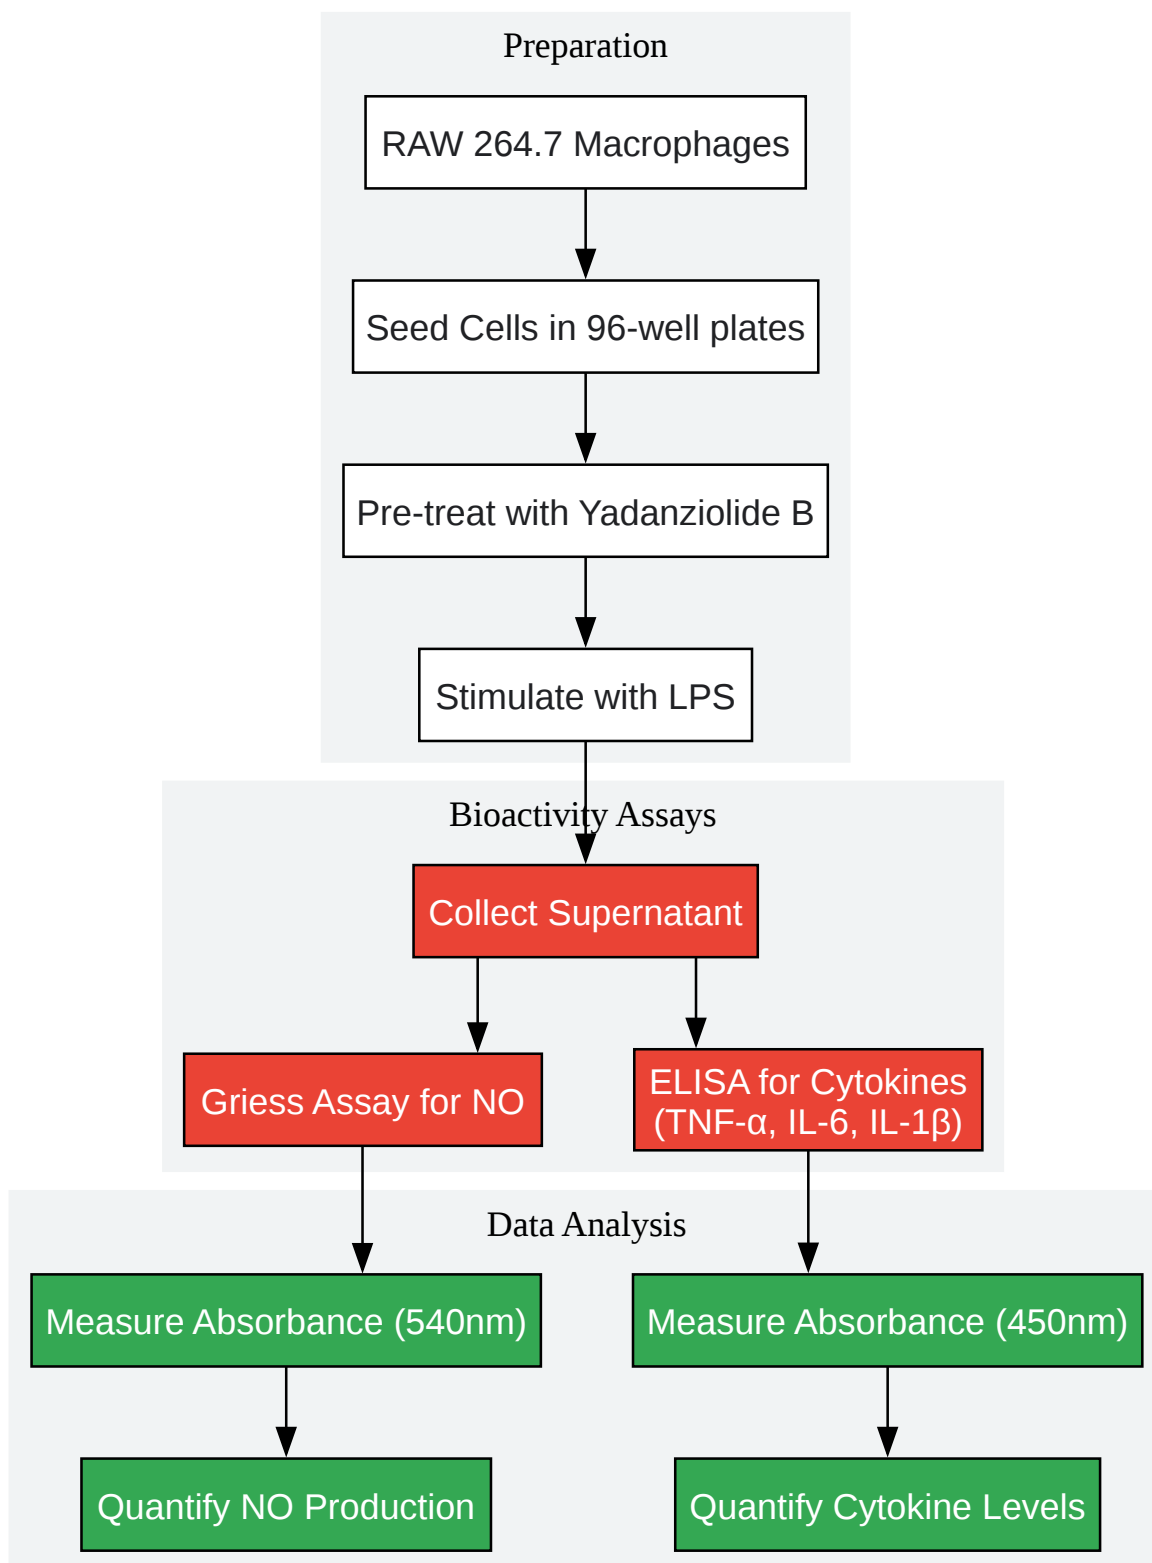 Preparation
RAW 264.7 Macrophages
Seed Cells in 96-well plates
Pre-treat with Yadanziolide B
Stimulate with LPS
Bioactivity Assays
Collect Supernatant
Griess Assay for NO
ELISA for Cytokines
(TNF-α, IL-6, IL-1β)
Data Analysis
Measure Absorbance (540nm)
Measure Absorbance (450nm)
Quantify NO Production
Quantify Cytokine Levels